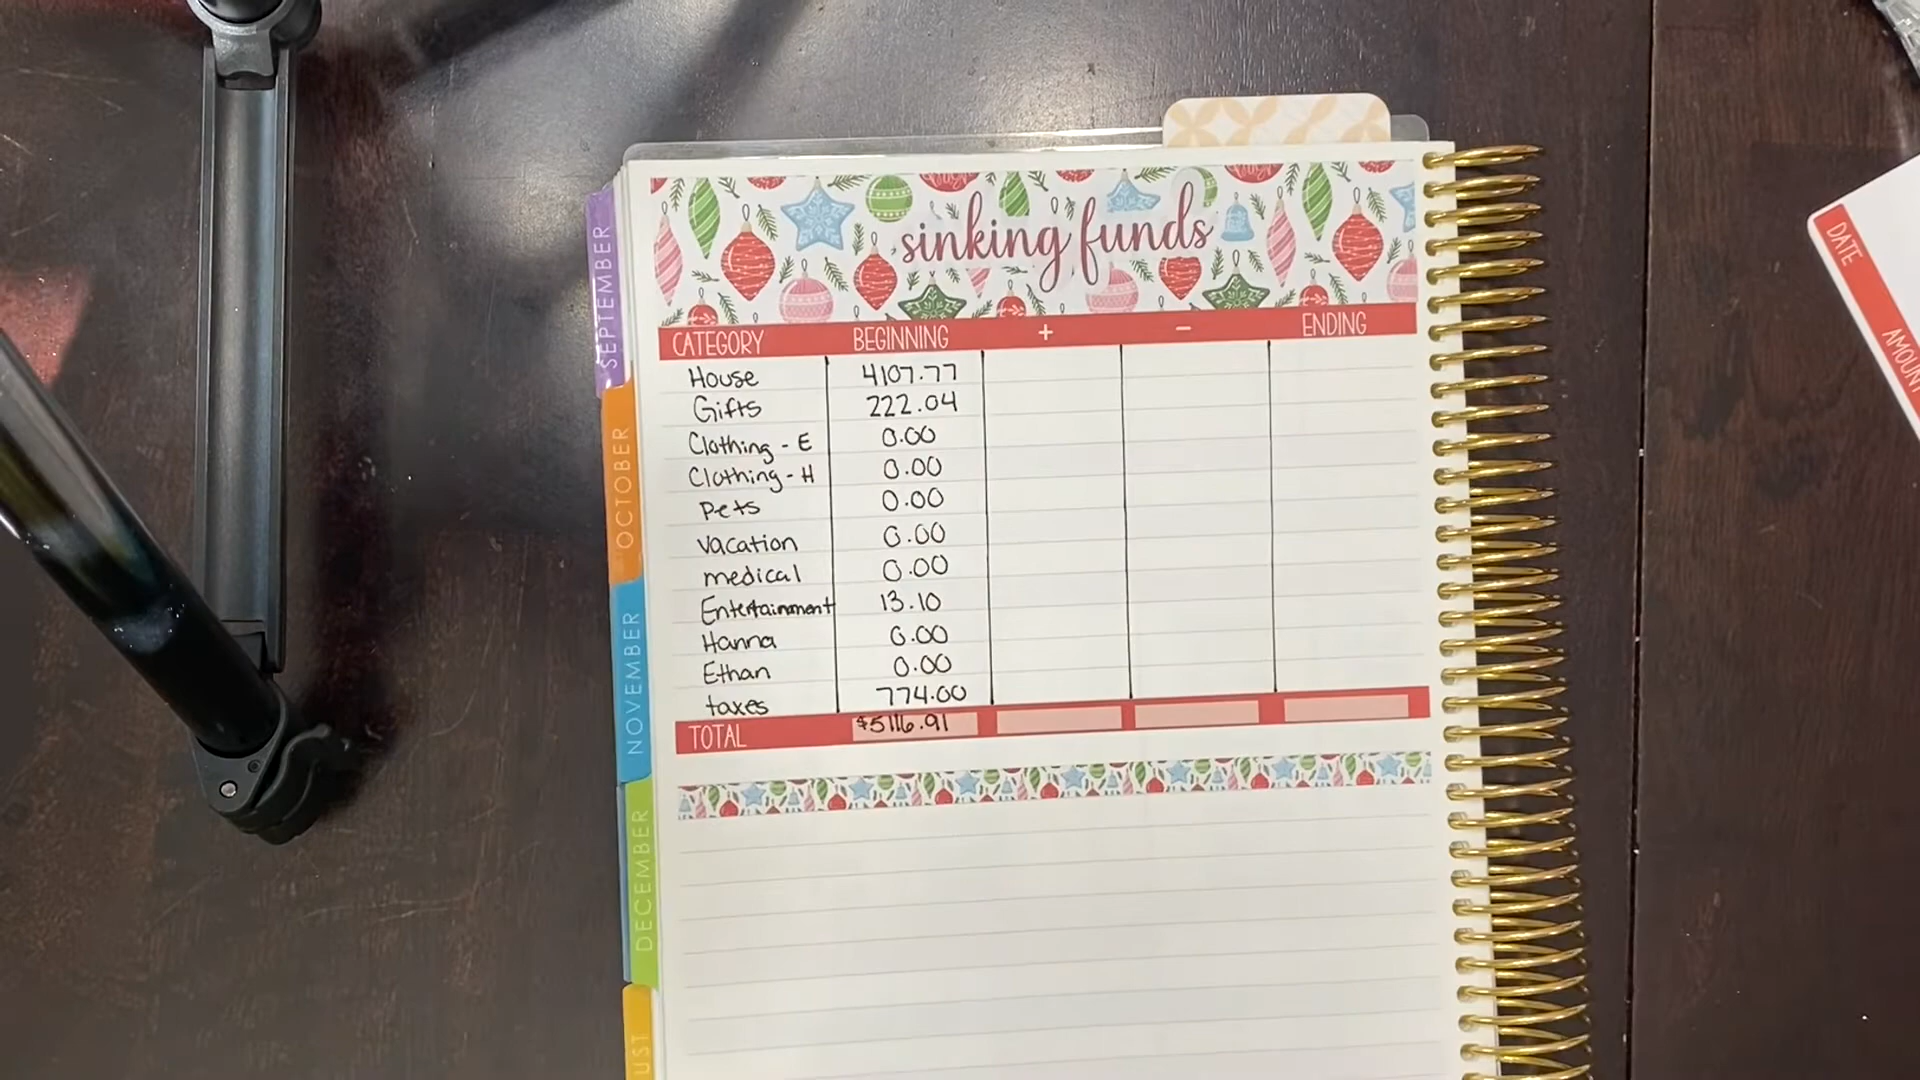 sinking funds
CATEGORY BEGINNING + - ENDING
House 4107.77
Gifts 222.04
Clothing - E 0.00
Clothing - H 0.00
Pets 0.00
Vacation 0.00
medical 0.00
Entertainment 13.10
Hanna 0.00
Ethan 0.00
taxes 774.00
TOTAL $5116.91
SEPTEMBER
OCTOBER
NOVEMBER
DECEMBER
UST
DATE
AMOUNT